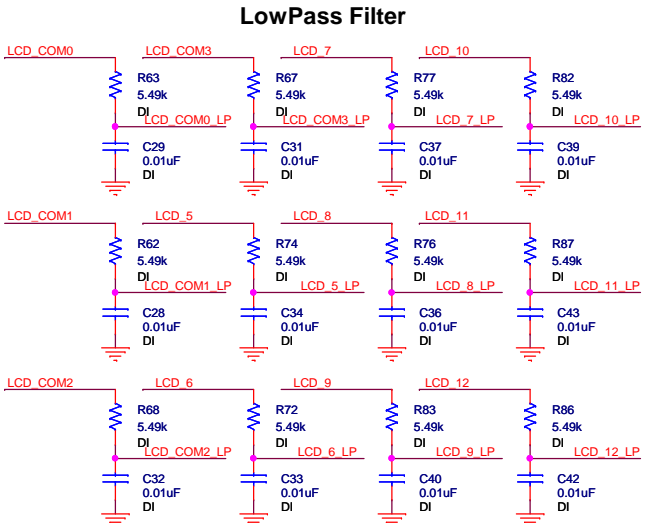 LowPass Filter
LCD_COM0 LCD_COM3 LCD_7 LCD_10
R63 R67 R77 R82
5.49k 5.49k 5.49k 5.49k
DI DI DI DI
LCD_COM0_LP LCD_COM3_LP LCD_7_LP LCD_10_LP
C29 C31 C37 C39
0.01uF 0.01uF 0.01uF 0.01uF
DI DI DI DI
LCD_COM1 LCD_5 LCD_8 LCD_11
R62 R74 R76 R87
5.49k 5.49k 5.49k 5.49k
DI DI DI DI
LCD_COM1_LP LCD_5_LP LCD_8_LP LCD_11_LP
C28 C34 C36 C43
0.01uF 0.01uF 0.01uF 0.01uF
DI DI DI DI
LCD_COM2 LCD_6 LCD_9 LCD_12
R68 R72 R83 R86
5.49k 5.49k 5.49k 5.49k
DI DI DI DI
LCD_COM2_LP LCD_6_LP LCD_9_LP LCD_12_LP
C32 C33 C40 C42
0.01uF 0.01uF 0.01uF 0.01uF
DI DI DI DI